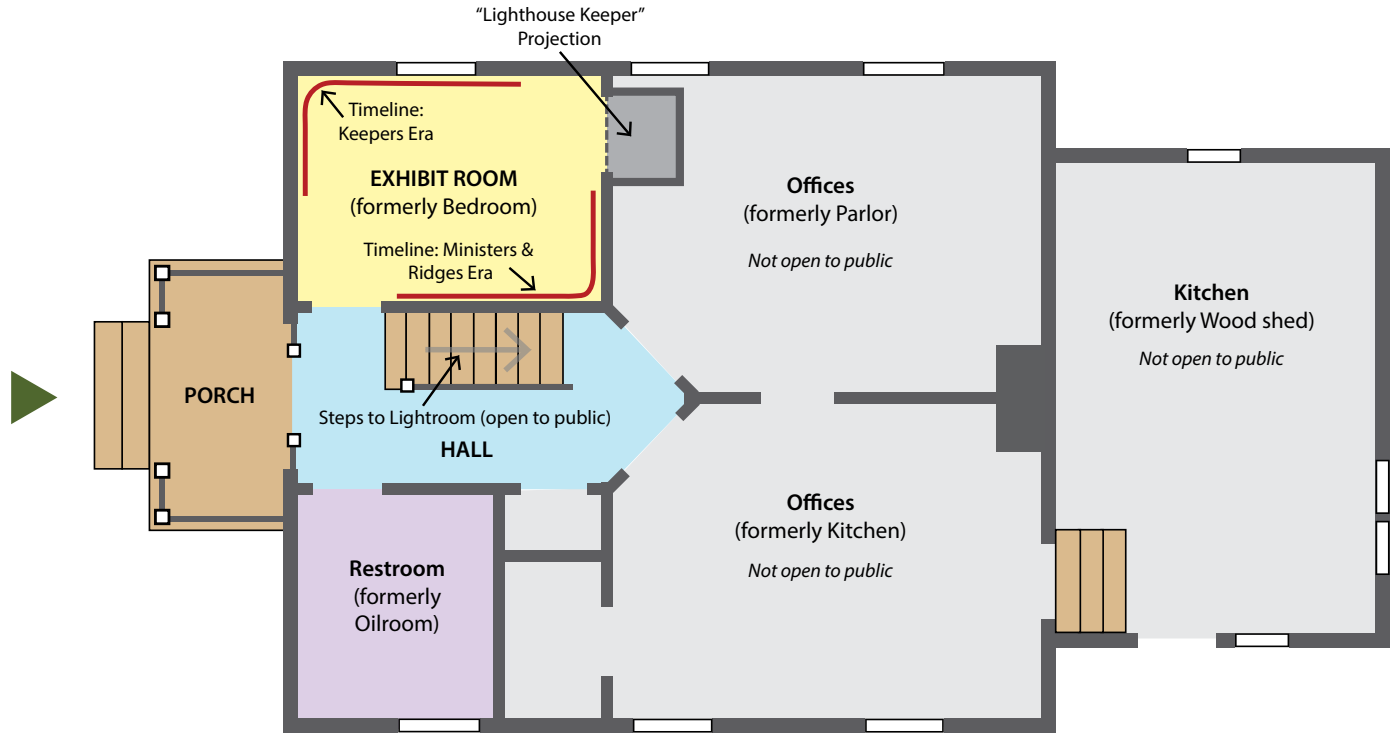 “Lighthouse Keeper”
Projection
Timeline:
Keepers Era
EXHIBIT ROOM
(formerly Bedroom)
Timeline: Ministers &
Ridges Era
Offices
(formerly Parlor)
Not open to public
Kitchen
(formerly Wood shed)
Not open to public
PORCH
Steps to Lightroom (open to public)
HALL
Offices
(formerly Kitchen)
Not open to public
Restroom
(formerly
Oilroom)